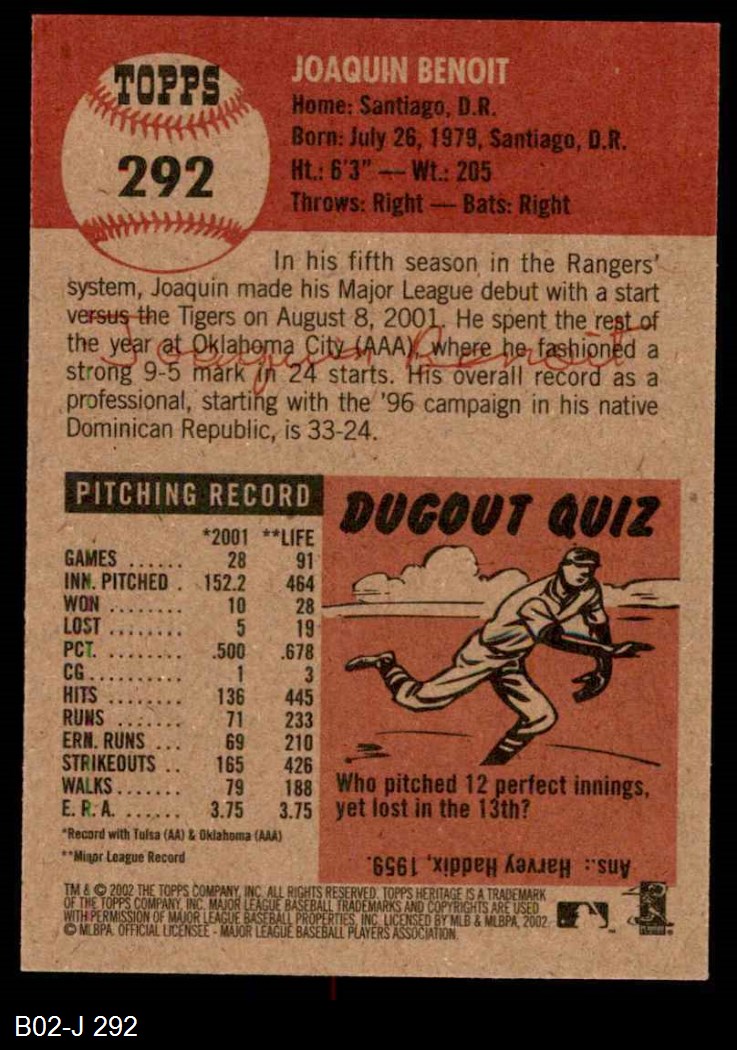 TOPPS
292
JOAQUIN BENOIT
Home: Santiago, D.R.
Born: July 26, 1979, Santiago, D.R.
Ht.: 6'3" — Wt.: 205
Throws: Right — Bats: Right
In his fifth season in the Rangers'
system, Joaquin made his Major League debut with a start
versus the Tigers on August 8, 2001. He spent the rest of
the year at Oklahoma City (AAA), where he fashioned a
strong 9-5 mark in 24 starts. His overall record as a
professional, starting with the '96 campaign in his native
Dominican Republic, is 33-24.
Joaquin Benoit
PITCHING RECORD
*2001 **LIFE
GAMES ...... 28 91
INN. PITCHED . 152.2 464
WON ........ 10 28
LOST ........ 5 19
PCT. ........ .500 .678
CG .......... 1 3
HITS ........ 136 445
RUNS ....... 71 233
ERN. RUNS ... 69 210
STRIKEOUTS .. 165 426
WALKS ....... 79 188
E. R. A. ...... 3.75 3.75
*Record with Tulsa (AA) & Oklahoma (AAA)
**Minor League Record
DUGOUT QUIZ
Who pitched 12 perfect innings,
yet lost in the 13th?
Ans.: Harvey Haddix, 1959.
TM & © 2002 THE TOPPS COMPANY, INC. ALL RIGHTS RESERVED. TOPPS HERITAGE IS A TRADEMARK
OF THE TOPPS COMPANY, INC. MAJOR LEAGUE BASEBALL TRADEMARKS AND COPYRIGHTS ARE USED
WITH PERMISSION OF MAJOR LEAGUE BASEBALL PROPERTIES, INC. LICENSED BY MLB & MLBPA, 2002
© MLBPA. OFFICIAL LICENSEE - MAJOR LEAGUE BASEBALL PLAYERS ASSOCIATION.
B02-J 292